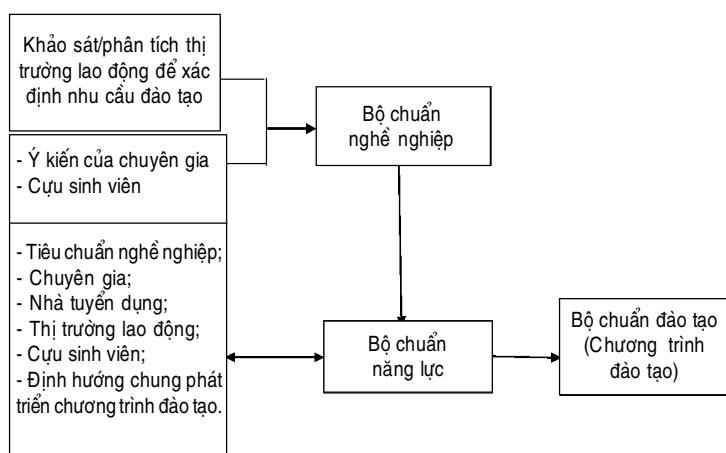 Khảo sát/phân tích thị
trường lao động để xác
định nhu cầu đào tạo
Bộ chuẩn
nghề nghiệp
- Ý kiến của chuyên gia
- Cựu sinh viên
- Tiêu chuẩn nghề nghiệp;
- Chuyên gia;
- Nhà tuyển dụng;
- Thị trường lao động;
- Cựu sinh viên;
- Định hướng chung phát
triển chương trình đào tạo.
Bộ chuẩn
năng lực
Bộ chuẩn đào tạo
(Chương trình
đào tạo)